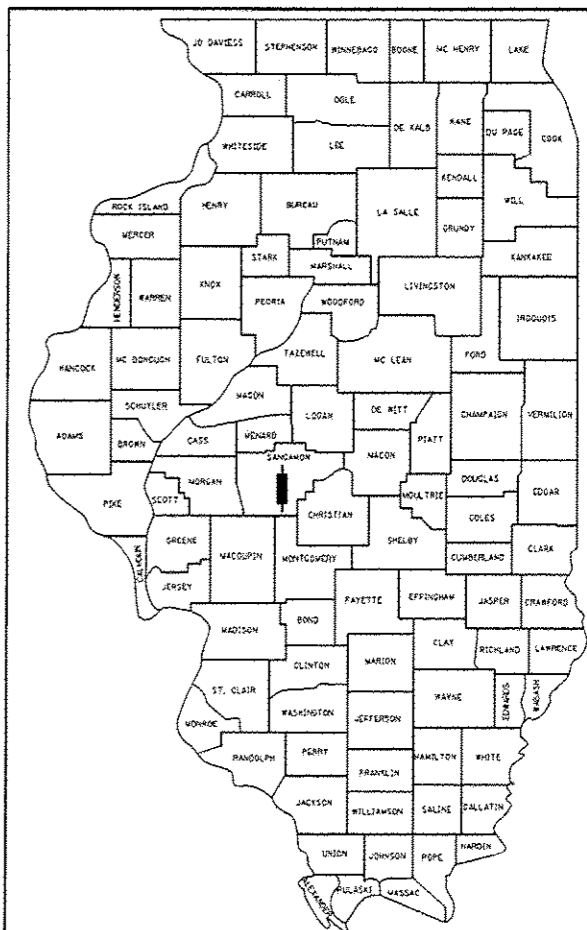 JO DAVIESS
STEPHENSON
WINNEBAGO
BOONE
MC HENRY
LAKE
CARROLL
OGLE
DE KALB
KANE
DU PAGE
COOK
WHITESIDE
LEE
KENDALL
WILL
ROCK ISLAND
HENRY
BUREAU
LA SALLE
GRUNDY
MERCER
PUTNAM
KANKAKEE
STARK
MARSHALL
LIVINGSTON
HENDERSON
WARREN
KNOX
PEORIA
WOODFORD
IROQUOIS
HANCOCK
MC DONOUGH
FULTON
TAZEWELL
MC LEAN
FORD
MASON
SCHUYLER
LOGAN
DE WITT
CHAMPAIGN
VERMILION
ADAMS
BROWN
CASS
MENARD
PIATT
SANGAMON
MACON
PIKE
SCOTT
MORGAN
MOULTRIE
DOUGLAS
EDGAR
CHRISTIAN
COLES
GREENE
CALHOUN
MACOUPIN
MONTGOMERY
SHELBY
CUMBERLAND
CLARK
JERSEY
FAYETTE
EFFINGHAM
JASPER
CRAWFORD
MADISON
BOND
CLAY
RICHLAND
LAWRENCE
CLINTON
MARION
ST. CLAIR
WAYNE
EDWARDS
WABASH
MONROE
WASHINGTON
JEFFERSON
RANDOLPH
PERRY
HAMILTON
WHITE
FRANKLIN
JACKSON
WILLIAMSON
SALINE
GALLATIN
UNION
JOHNSON
POPE
HARDIN
ALEXANDER
PULASKI
MASSAC